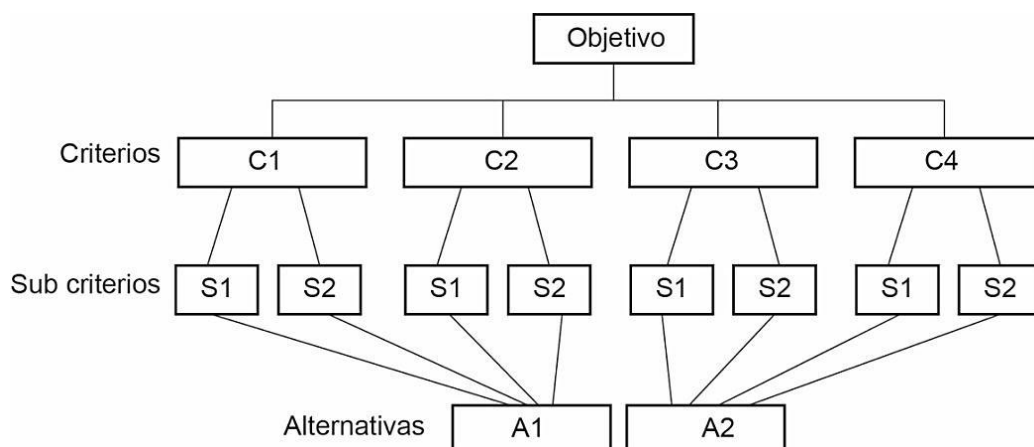 Objetivo
Criterios C1 C2 C3 C4
Sub criterios S1 S2 S1 S2 S1 S2 S1 S2
Alternativas A1 A2